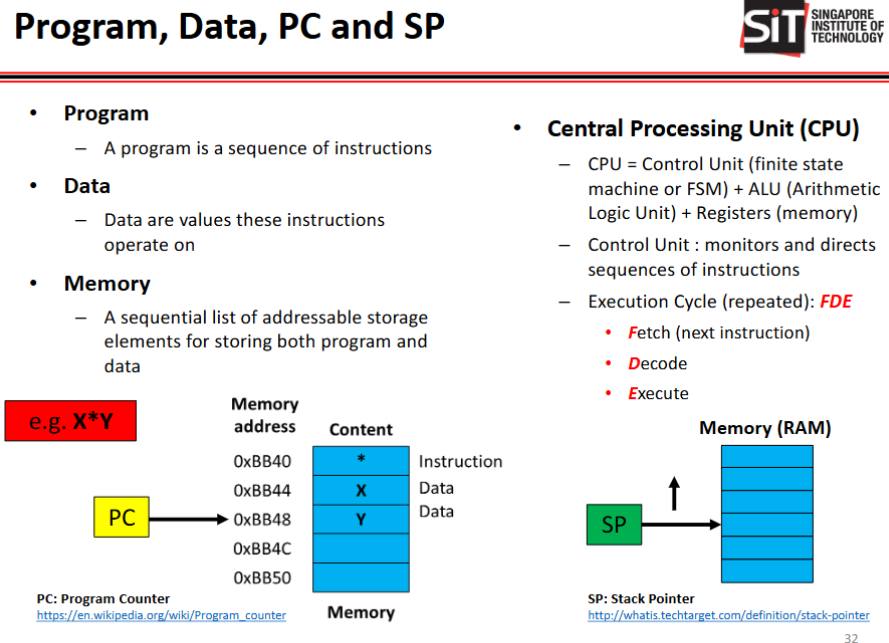 Program, Data, PC and SP
SiT
SINGAPORE
INSTITUTE OF
TECHNOLOGY
• Program
– A program is a sequence of instructions
• Data
– Data are values these instructions
operate on
• Memory
– A sequential list of addressable storage
elements for storing both program and
data
• Central Processing Unit (CPU)
– CPU = Control Unit (finite state
machine or FSM) + ALU (Arithmetic
Logic Unit) + Registers (memory)
– Control Unit : monitors and directs
sequences of instructions
– Execution Cycle (repeated): FDE
• Fetch (next instruction)
• Decode
• Execute
e.g. X*Y
Memory
address
Content
0xBB40 * Instruction
0xBB44 X Data
PC 0xBB48 Y Data
0xBB4C
0xBB50
Memory
PC: Program Counter
https://en.wikipedia.org/wiki/Program_counter
Memory (RAM)
SP
SP: Stack Pointer
http://whatis.techtarget.com/definition/stack-pointer
32